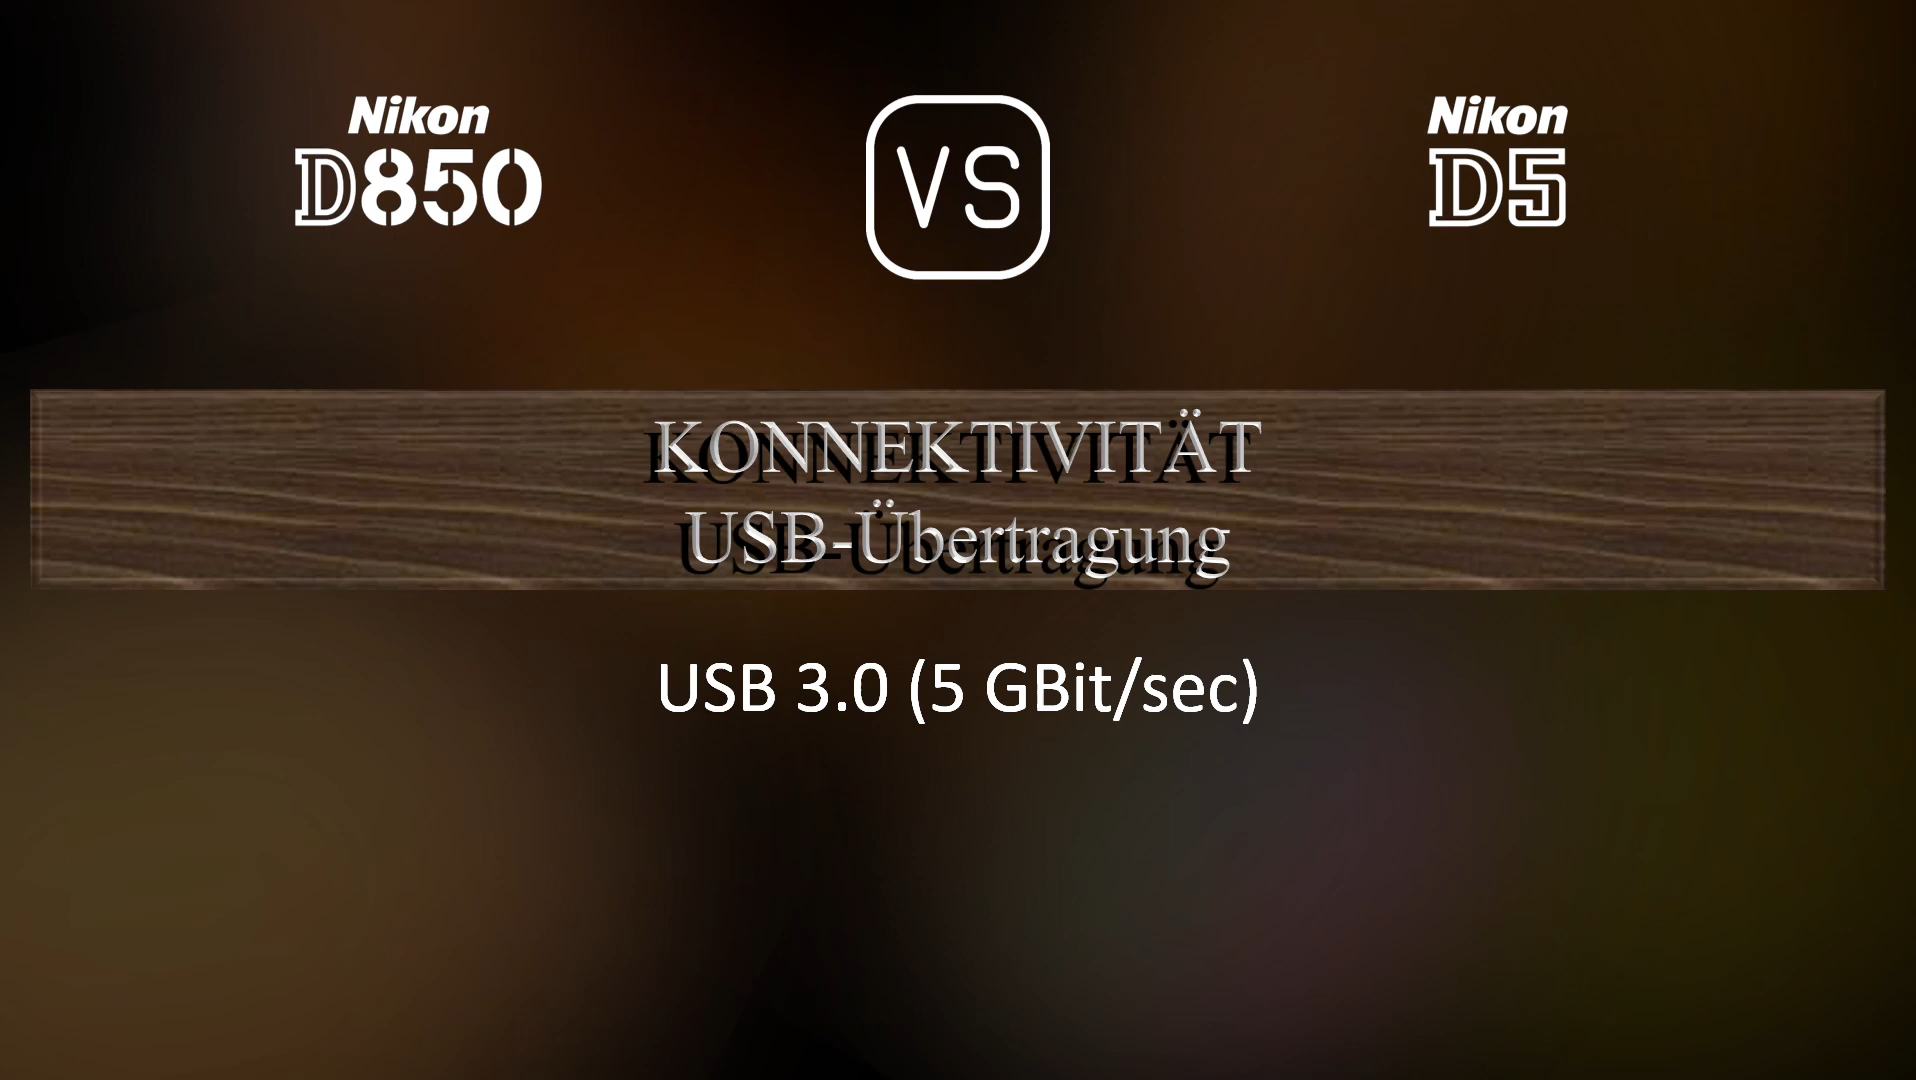 Nikon
D850
VS
Nikon
D5
KONNEKTIVITÄT
USB-Übertragung
USB 3.0 (5 GBit/sec)